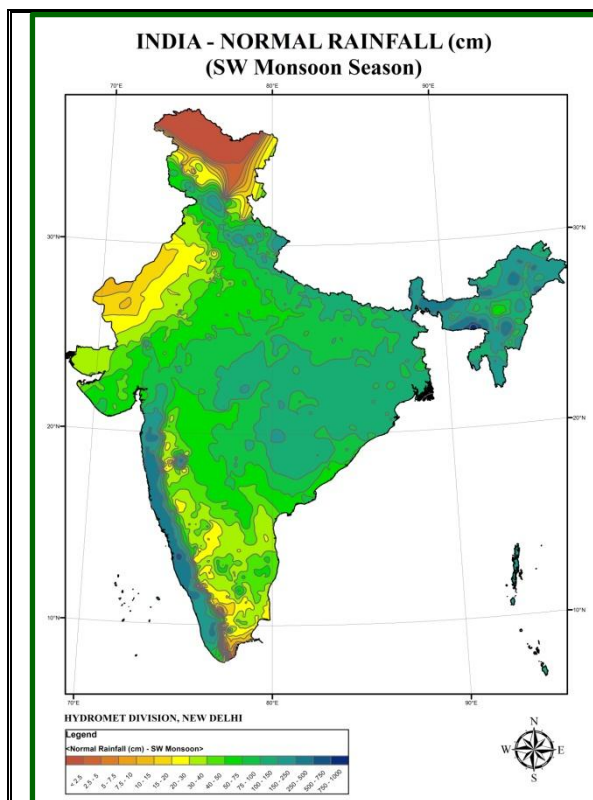 INDIA - NORMAL RAINFALL (cm)
(SW Monsoon Season)
70°E 80°E 90°E
30°N 30°N
20°N 20°N
10°N 10°N
70°E 80°E 90°E
HYDROMET DIVISION, NEW DELHI
Legend
<Normal Rainfall (cm) - SW Monsoon>
< 2.5 2.5 - 5 5 - 7.5 7.5 - 10 10 - 15 15 - 20 20 - 30 30 - 40 40 - 50 50 - 75 75 - 100 100 - 150 150 - 250 250 - 500 500 - 750 750 - 1000
N
W E
S